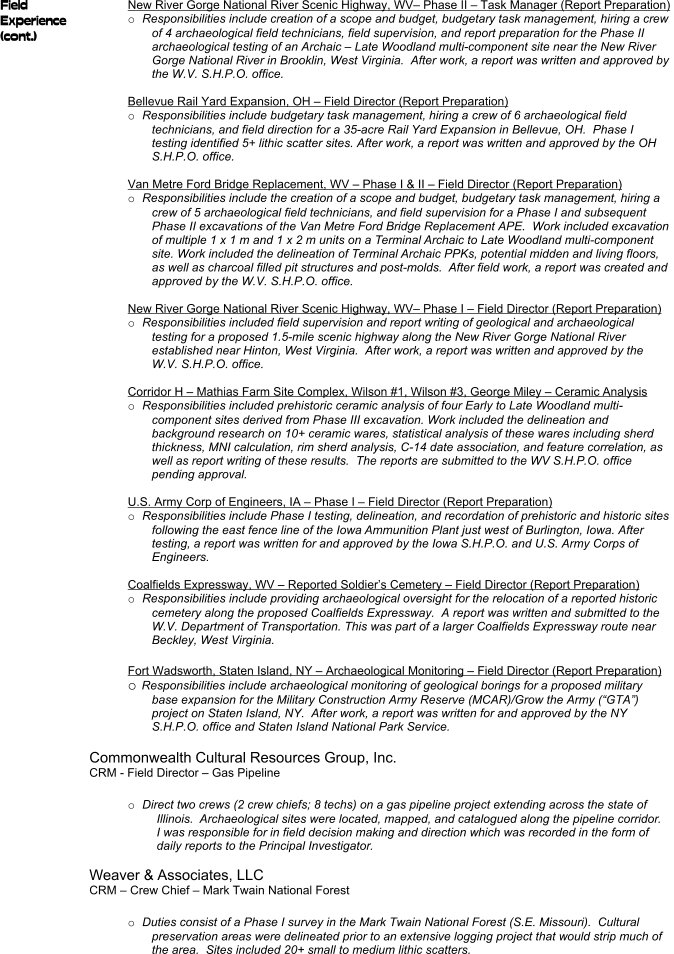 Field
Experience
(cont.)
New River Gorge National River Scenic Highway, WV– Phase II – Task Manager (Report Preparation)
○ Responsibilities include creation of a scope and budget, budgetary task management, hiring a crew
of 4 archaeological field technicians, field supervision, and report preparation for the Phase II
archaeological testing of an Archaic – Late Woodland multi-component site near the New River
Gorge National River in Brooklin, West Virginia. After work, a report was written and approved by
the W.V. S.H.P.O. office.
Bellevue Rail Yard Expansion, OH – Field Director (Report Preparation)
○ Responsibilities include budgetary task management, hiring a crew of 6 archaeological field
technicians, and field direction for a 35-acre Rail Yard Expansion in Bellevue, OH. Phase I
testing identified 5+ lithic scatter sites. After work, a report was written and approved by the OH
S.H.P.O. office.
Van Metre Ford Bridge Replacement, WV – Phase I & II – Field Director (Report Preparation)
○ Responsibilities include the creation of a scope and budget, budgetary task management, hiring a
crew of 5 archaeological field technicians, and field supervision for a Phase I and subsequent
Phase II excavations of the Van Metre Ford Bridge Replacement APE. Work included excavation
of multiple 1 x 1 m and 1 x 2 m units on a Terminal Archaic to Late Woodland multi-component
site. Work included the delineation of Terminal Archaic PPKs, potential midden and living floors,
as well as charcoal filled pit structures and post-molds. After field work, a report was created and
approved by the W.V. S.H.P.O. office.
New River Gorge National River Scenic Highway, WV– Phase I – Field Director (Report Preparation)
○ Responsibilities included field supervision and report writing of geological and archaeological
testing for a proposed 1.5-mile scenic highway along the New River Gorge National River
established near Hinton, West Virginia. After work, a report was written and approved by the
W.V. S.H.P.O. office.
Corridor H – Mathias Farm Site Complex, Wilson #1, Wilson #3, George Miley – Ceramic Analysis
○ Responsibilities included prehistoric ceramic analysis of four Early to Late Woodland multi-
component sites derived from Phase III excavation. Work included the delineation and
background research on 10+ ceramic wares, statistical analysis of these wares including sherd
thickness, MNI calculation, rim sherd analysis, C-14 date association, and feature correlation, as
well as report writing of these results. The reports are submitted to the WV S.H.P.O. office
pending approval.
U.S. Army Corp of Engineers, IA – Phase I – Field Director (Report Preparation)
○ Responsibilities include Phase I testing, delineation, and recordation of prehistoric and historic sites
following the east fence line of the Iowa Ammunition Plant just west of Burlington, Iowa. After
testing, a report was written for and approved by the Iowa S.H.P.O. and U.S. Army Corps of
Engineers.
Coalfields Expressway, WV – Reported Soldier's Cemetery – Field Director (Report Preparation)
○ Responsibilities include providing archaeological oversight for the relocation of a reported historic
cemetery along the proposed Coalfields Expressway. A report was written and submitted to the
W.V. Department of Transportation. This was part of a larger Coalfields Expressway route near
Beckley, West Virginia.
Fort Wadsworth, Staten Island, NY – Archaeological Monitoring – Field Director (Report Preparation)
○ Responsibilities include archaeological monitoring of geological borings for a proposed military
base expansion for the Military Construction Army Reserve (MCAR)/Grow the Army (“GTA”)
project on Staten Island, NY. After work, a report was written for and approved by the NY
S.H.P.O. office and Staten Island National Park Service.
Commonwealth Cultural Resources Group, Inc.
CRM - Field Director – Gas Pipeline
○ Direct two crews (2 crew chiefs; 8 techs) on a gas pipeline project extending across the state of
Illinois. Archaeological sites were located, mapped, and catalogued along the pipeline corridor.
I was responsible for in field decision making and direction which was recorded in the form of
daily reports to the Principal Investigator.
Weaver & Associates, LLC
CRM – Crew Chief – Mark Twain National Forest
○ Duties consist of a Phase I survey in the Mark Twain National Forest (S.E. Missouri). Cultural
preservation areas were delineated prior to an extensive logging project that would strip much of
the area. Sites included 20+ small to medium lithic scatters.